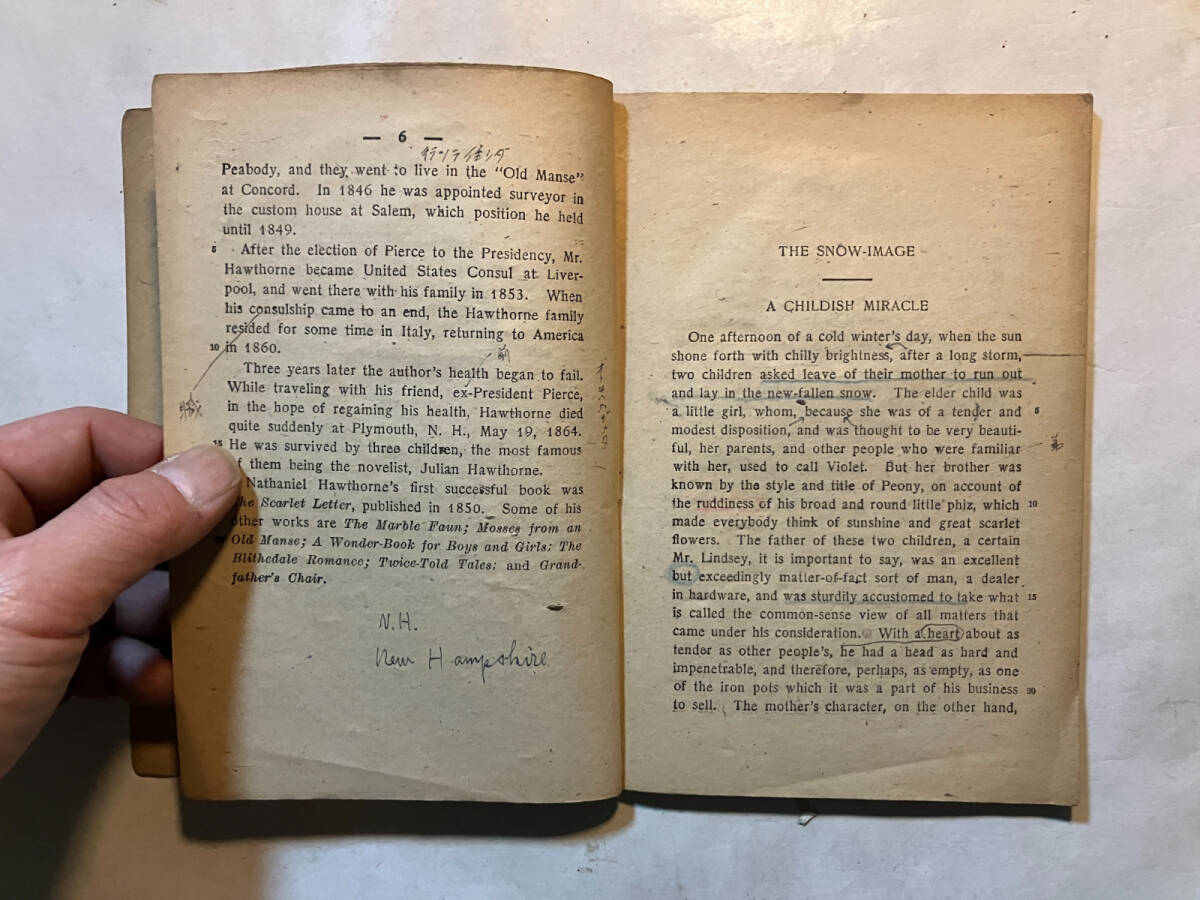 — 6 —
Peabody, and they went to live in the "Old Manse"
at Concord. In 1846 he was appointed surveyor in
the custom house at Salem, which position he held
until 1849.
5 After the election of Pierce to the Presidency, Mr.
Hawthorne became United States Consul at Liver-
pool, and went there with his family in 1853. When
his consulship came to an end, the Hawthorne family
resided for some time in Italy, returning to America
10 in 1860.
Three years later the author's health began to fail.
While traveling with his friend, ex-President Pierce,
in the hope of regaining his health, Hawthorne died
quite suddenly at Plymouth, N. H., May 19, 1864.
15 He was survived by three children, the most famous
of them being the novelist, Julian Hawthorne.
Nathaniel Hawthorne's first successful book was
The Scarlet Letter, published in 1850. Some of his
other works are The Marble Faun; Mosses from an
Old Manse; A Wonder-Book for Boys and Girls; The
Blithedale Romance; Twice-Told Tales; and Grand-
father's Chair.
N.H.
New Hampshire
THE SNOW-IMAGE
A CHILDISH MIRACLE
One afternoon of a cold winter's day, when the sun
shone forth with chilly brightness, after a long storm,
two children asked leave of their mother to run out
and lay in the new-fallen snow. The elder child was
a little girl, whom, because she was of a tender and 5
modest disposition, and was thought to be very beauti-
ful, her parents, and other people who were familiar
with her, used to call Violet. But her brother was
known by the style and title of Peony, on account of
the ruddiness of his broad and round little phiz, which 10
made everybody think of sunshine and great scarlet
flowers. The father of these two children, a certain
Mr. Lindsey, it is important to say, was an excellent
but exceedingly matter-of-fact sort of man, a dealer
in hardware, and was sturdily accustomed to take what 15
is called the common-sense view of all matters that
came under his consideration. With a heart about as
tender as other people's, he had a head as hard and
impenetrable, and therefore, perhaps, as empty, as one
of the iron pots which it was a part of his business 20
to sell. The mother's character, on the other hand,